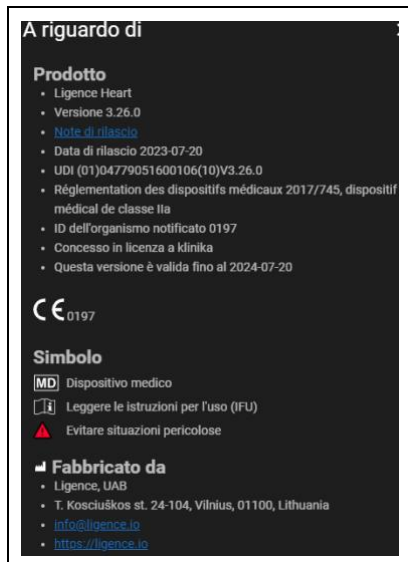 A riguardo di
Prodotto
• Ligence Heart
• Versione 3.26.0
• Note di rilascio
• Data di rilascio 2023-07-20
• UDI (01)04779051600106(10)V3.26.0
• Réglementation des dispositifs médicaux 2017/745, dispositif
médical de classe IIa
• ID dell'organismo notificato 0197
• Concesso in licenza a klinika
• Questa versione è valida fino al 2024-07-20
CE 0197
Simbolo
MD Dispositivo medico
i Leggere le istruzioni per l'uso (IFU)
Evitare situazioni pericolose
Fabbricato da
• Ligence, UAB
• T. Kosciuškos st. 24-104, Vilnius, 01100, Lithuania
• info@ligence.io
• https://ligence.io